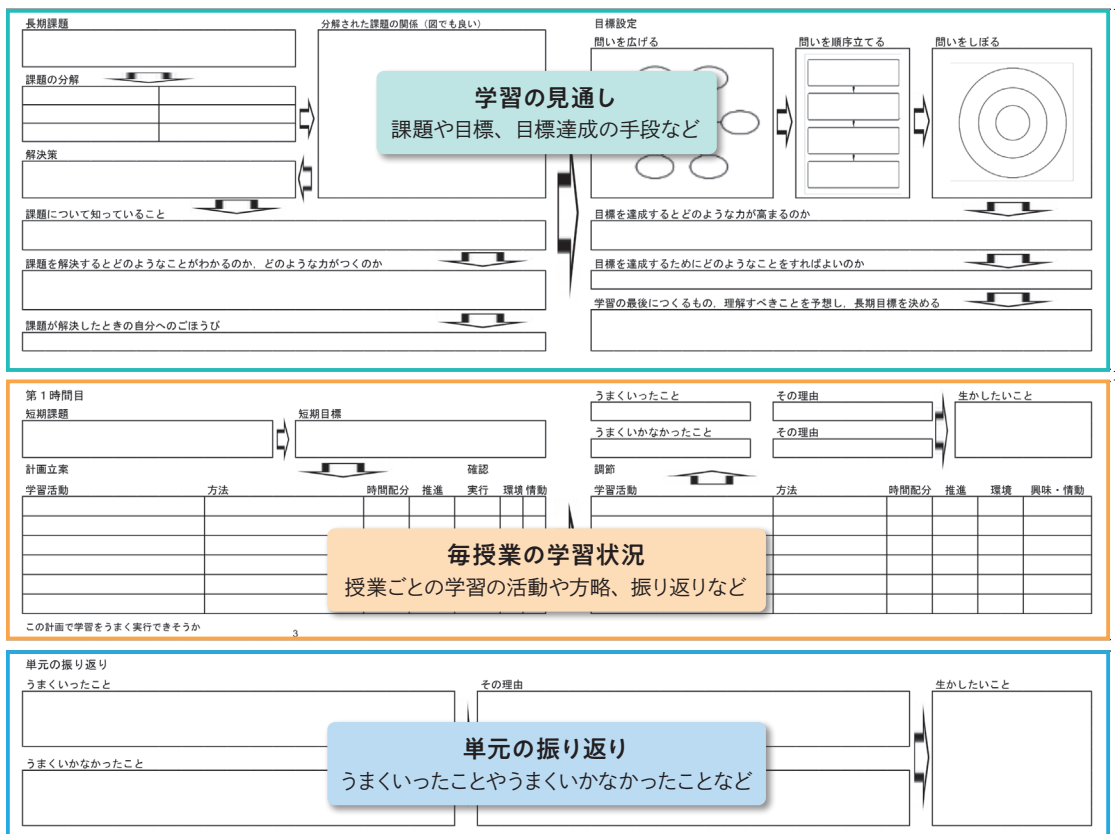 長期課題
分解された課題の関係（図でも良い）
課題の分解
解決策
課題について知っていること
課題を解決するとどのようなことがわかるのか，どのような力がつくのか
課題が解決したときの自分へのごほうび
目標設定
問いを広げる
問いを順序立てる
問いをしぼる
目標を達成するとどのような力が高まるのか
目標を達成するためにどのようなことをすればよいのか
学習の最後につくるもの，理解すべきことを予想し，長期目標を決める
学習の見通し
課題や目標、目標達成の手段など
第１時間目
短期課題
短期目標
計画立案
確認
学習活動 方法 時間配分 推進 実行 環境 情動
この計画で学習をうまく実行できそうか
3
うまくいったこと
その理由
生かしたいこと
うまくいかなかったこと
その理由
調節
学習活動 方法 時間配分 推進 環境 興味・情動
毎授業の学習状況
授業ごとの学習の活動や方略、振り返りなど
単元の振り返り
うまくいったこと
その理由
生かしたいこと
うまくいかなかったこと
単元の振り返り
うまくいったことやうまくいかなかったことなど